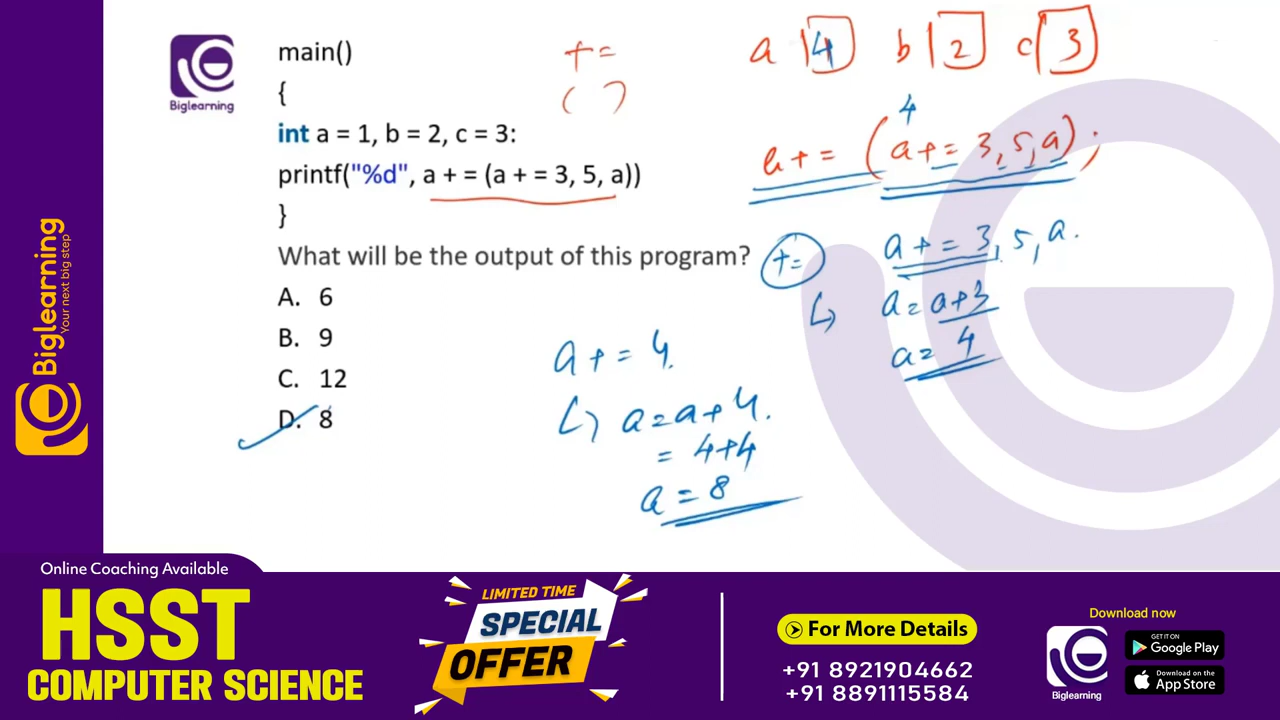 main()
{
int a = 1, b = 2, c = 3:
printf("%d", a + = (a + = 3, 5, a))
}
What will be the output of this program?
A. 6
B. 9
C. 12
D. 8
+ =
( )
a 4 b 2 c 3
4
a + = (a + = 3, 5, a) ;
+=
a + = 3, 5, a.
a = a+3
a = 4
a + = 4.
a = a + 4.
= 4+4
a = 8
Biglearning
Biglearning
Your next big step
Online Coaching Available
HSST
COMPUTER SCIENCE
LIMITED TIME
SPECIAL
OFFER
For More Details
+91 8921904662
+91 8891115584
Download now
Biglearning
GET IT ON
Google Play
Download on the
App Store